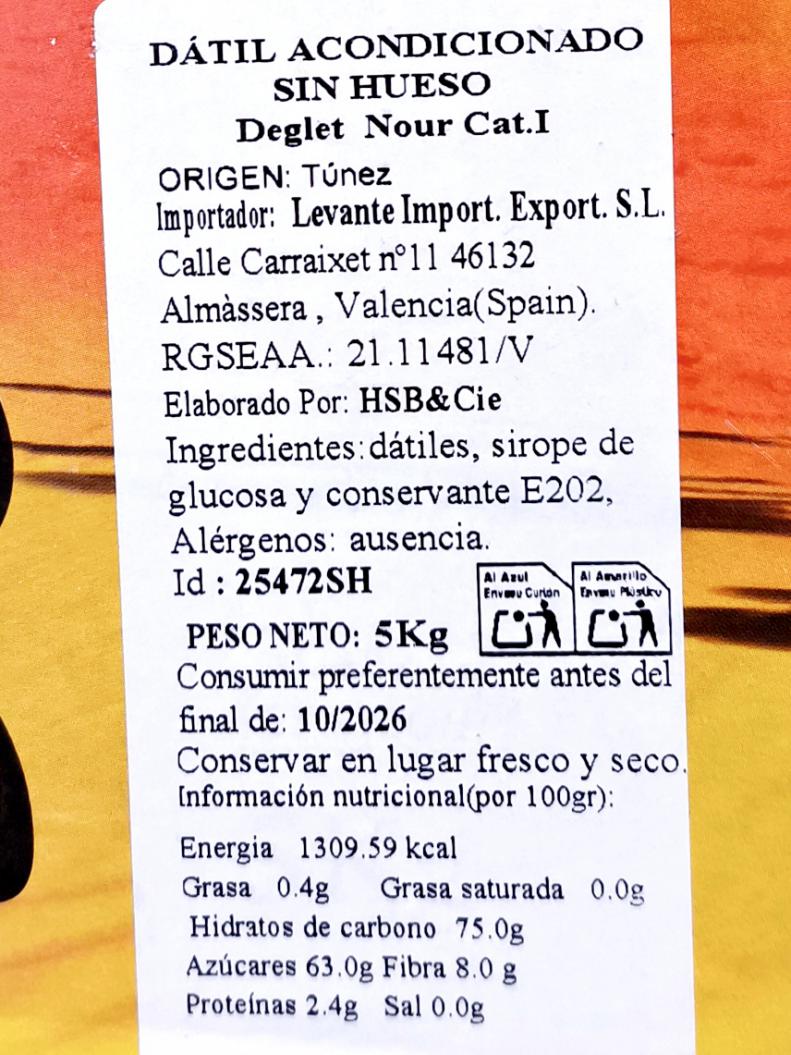 DÁTIL ACONDICIONADO
SIN HUESO
Deglet Nour Cat.I
ORIGEN: Túnez
Importador: Levante Import. Export. S.L.
Calle Carraixet nº11 46132
Almàssera , Valencia(Spain).
RGSEAA.: 21.11481/V
Elaborado Por: HSB&Cie
Ingredientes:dátiles, sirope de
glucosa y conservante E202,
Alérgenos: ausencia.
Id : 25472SH
Al Azul
Al Amarillo
PESO NETO: 5Kg
Consumir preferentemente antes del
final de: 10/2026
Conservar en lugar fresco y seco.
Información nutricional(por 100gr):
Energia 1309.59 kcal
Grasa 0.4g Grasa saturada 0.0g
Hidratos de carbono 75.0g
Azúcares 63.0g Fibra 8.0 g
Proteínas 2.4g Sal 0.0g